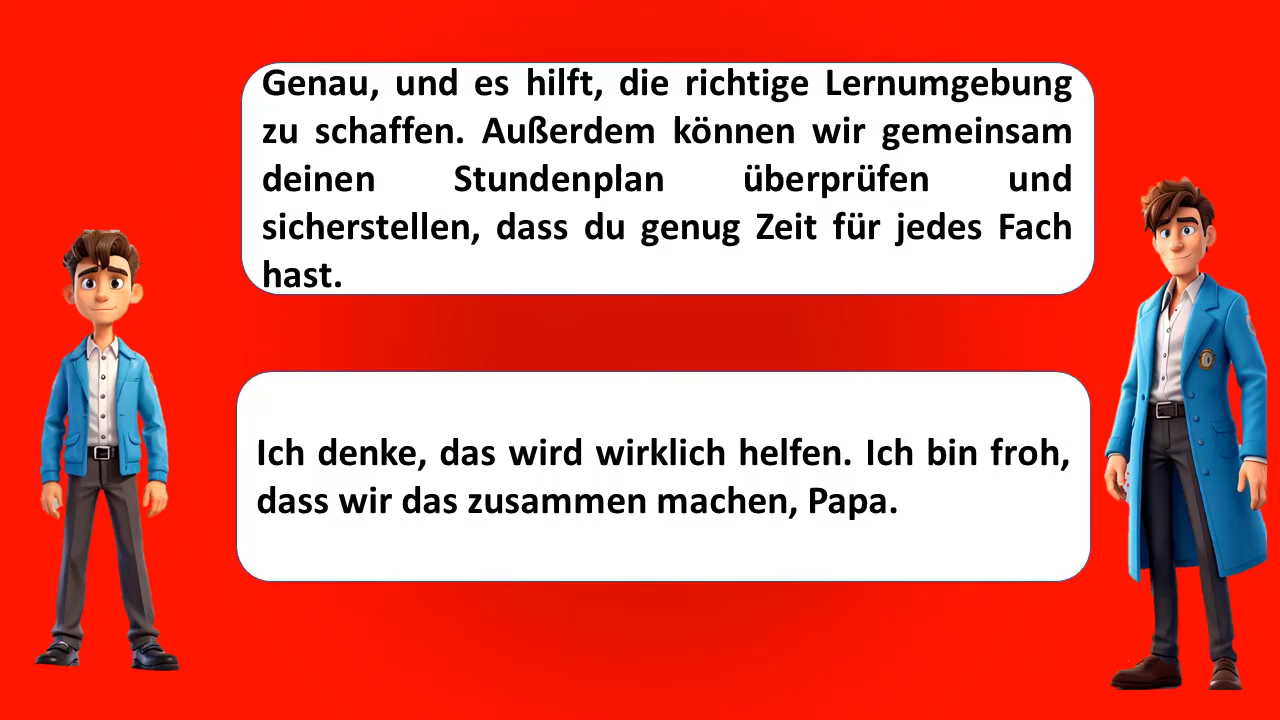 Genau, und es hilft, die richtige Lernumgebung
zu schaffen. Außerdem können wir gemeinsam
deinen Stundenplan überprüfen und
sicherstellen, dass du genug Zeit für jedes Fach
hast.
Ich denke, das wird wirklich helfen. Ich bin froh,
dass wir das zusammen machen, Papa.